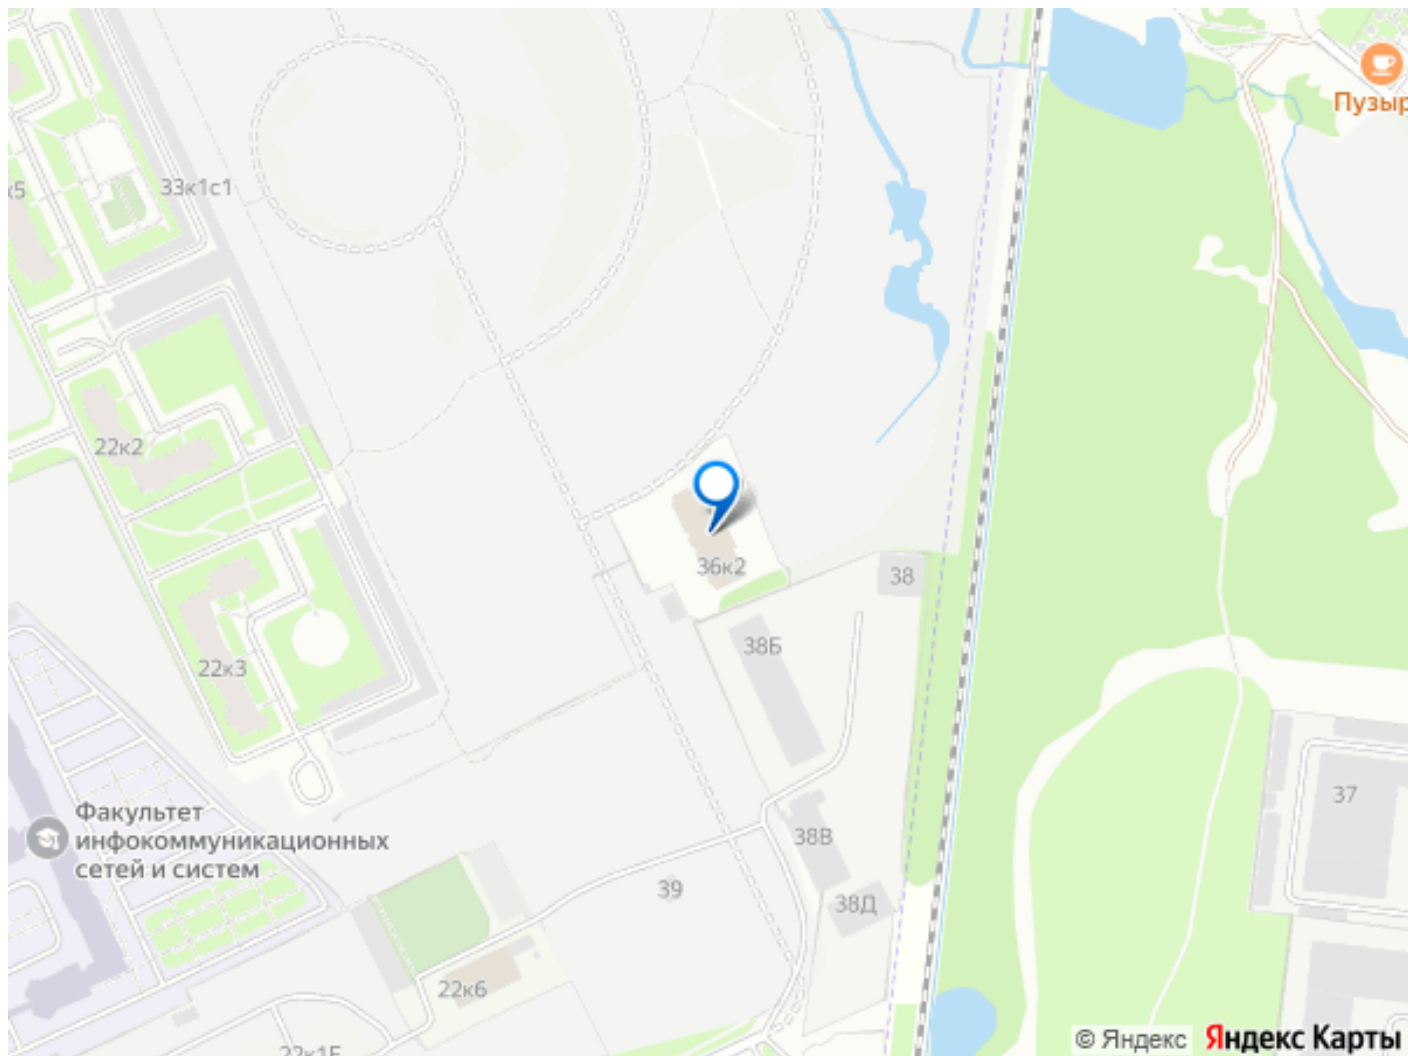 Пузыр
к5
33к1с1
22к2
36к2
38
38Б
22к3
37
Факультет
инфокоммуникационных
сетей и систем
38В
39
38Д
22к6
© Яндекс
Яндекс Карты